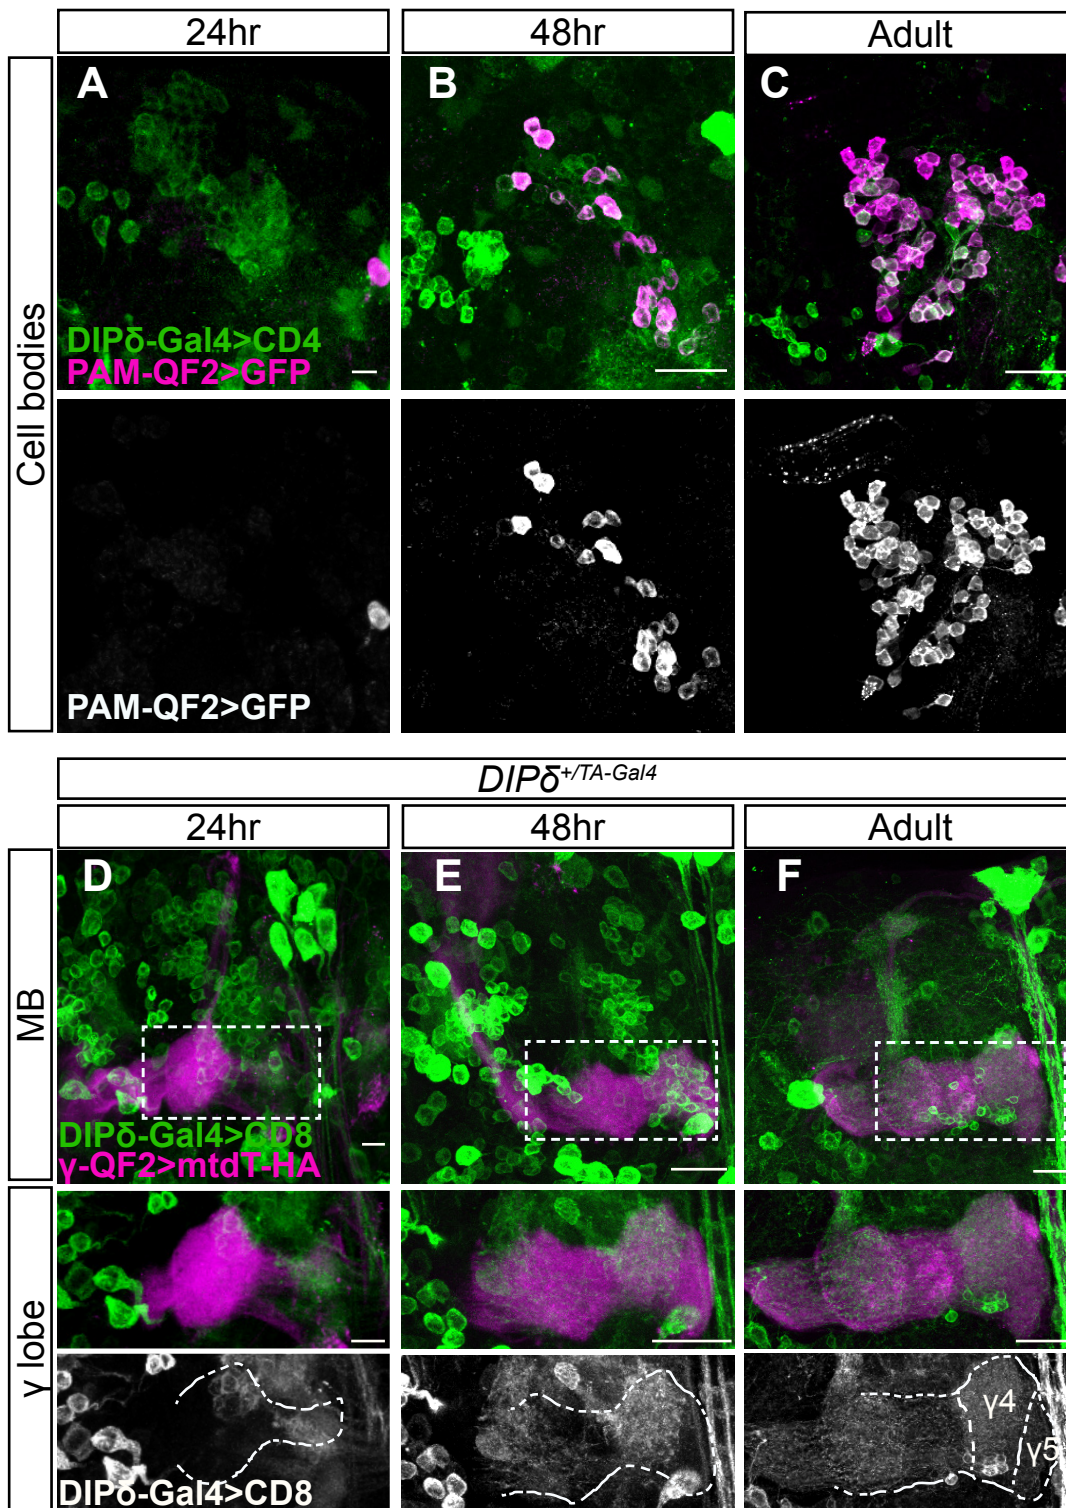 24hr
48hr
Adult
Cell bodies
A
B
C
DIPδ-Gal4>CD4
PAM-QF2>GFP
PAM-QF2>GFP
DIPδ+/TA-Gal4
24hr
48hr
Adult
MB
D
E
F
DIPδ-Gal4>CD8
γ-QF2>mtdT-HA
γ lobe
DIPδ-Gal4>CD8
γ4
γ5